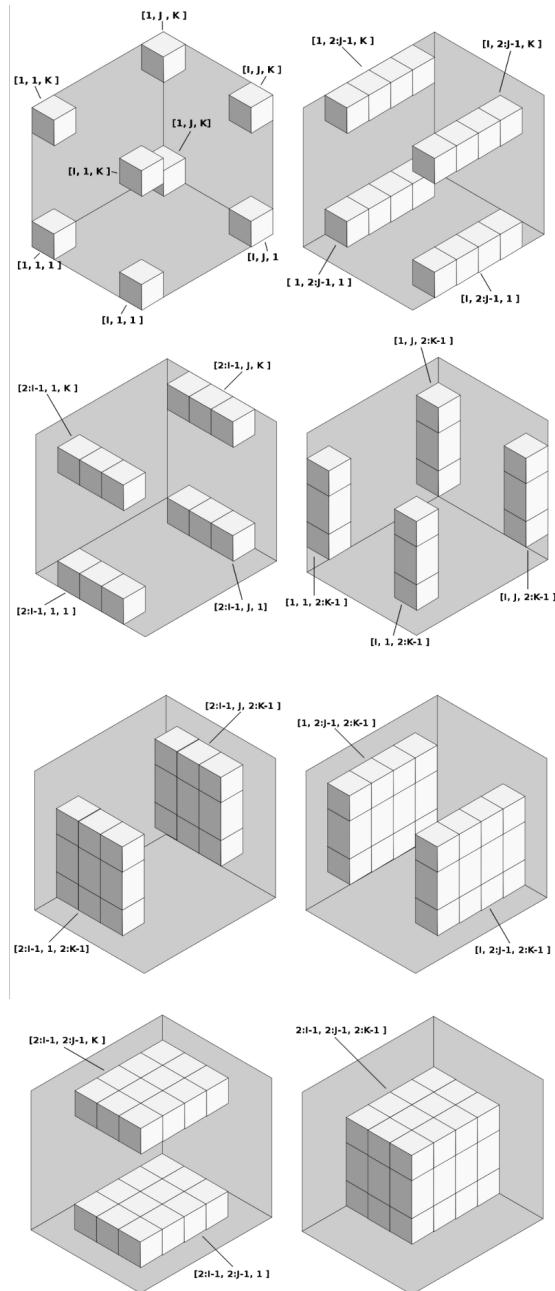 [1, J , K ]
[1, 1, K ]
[I, J, K ]
[1, J, K]
[I, 1, K ]
[1, 1, 1 ]
[I, J, 1
[I, 1, 1 ]
[1, 2:J-1, K ]
[I, 2:J-1, K ]
[ 1, 2:J-1, 1 ]
[I, 2:J-1, 1 ]
[2:I-1, J, K ]
[2:I-1, 1, K ]
[2:I-1, 1, 1 ]
[2:I-1, J, 1]
[1, J, 2:K-1 ]
[1, 1, 2:K-1 ]
[I, J, 2:K-1 ]
[I, 1, 2:K-1 ]
[2:I-1, J, 2:K-1 ]
[2:I-1, 1, 2:K-1]
[1, 2:J-1, 2:K-1 ]
[I, 2:J-1, 2:K-1 ]
[2:I-1, 2:J-1, K ]
[2:I-1, 2:J-1, 1 ]
2:I-1, 2:J-1, 2:K-1 ]